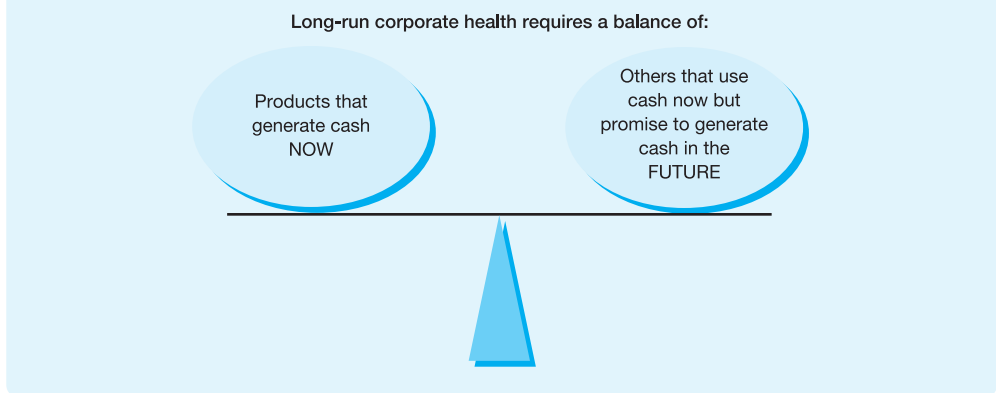 Long-run corporate health requires a balance of:
Products that
generate cash
NOW
Others that use
cash now but
promise to generate
cash in the
FUTURE